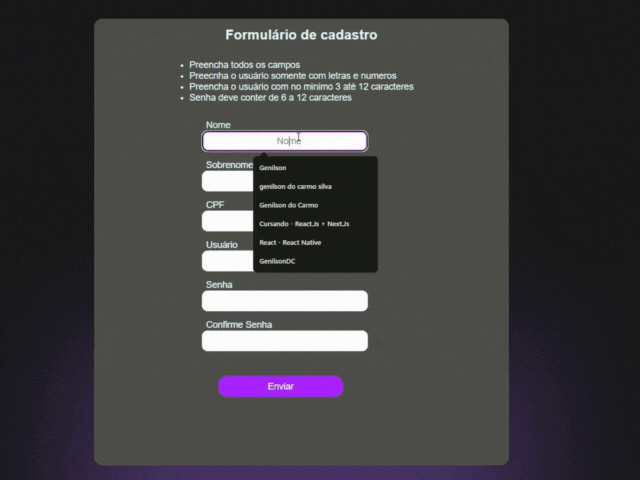 Formulário de cadastro
Preencha todos os campos
Preecnha o usuário somente com letras e numeros
Preencha o usuário com no minimo 3 até 12 caracteres
Senha deve conter de 6 a 12 caracteres
Nome
Nome
Sobrenome
Genilson
genilson do carmo silva
CPF
Genilson do Carmo
Cursando - React.Js + Next.Js
Usuário
React - React Native
GenilsonDC
Senha
Confirme Senha
Enviar